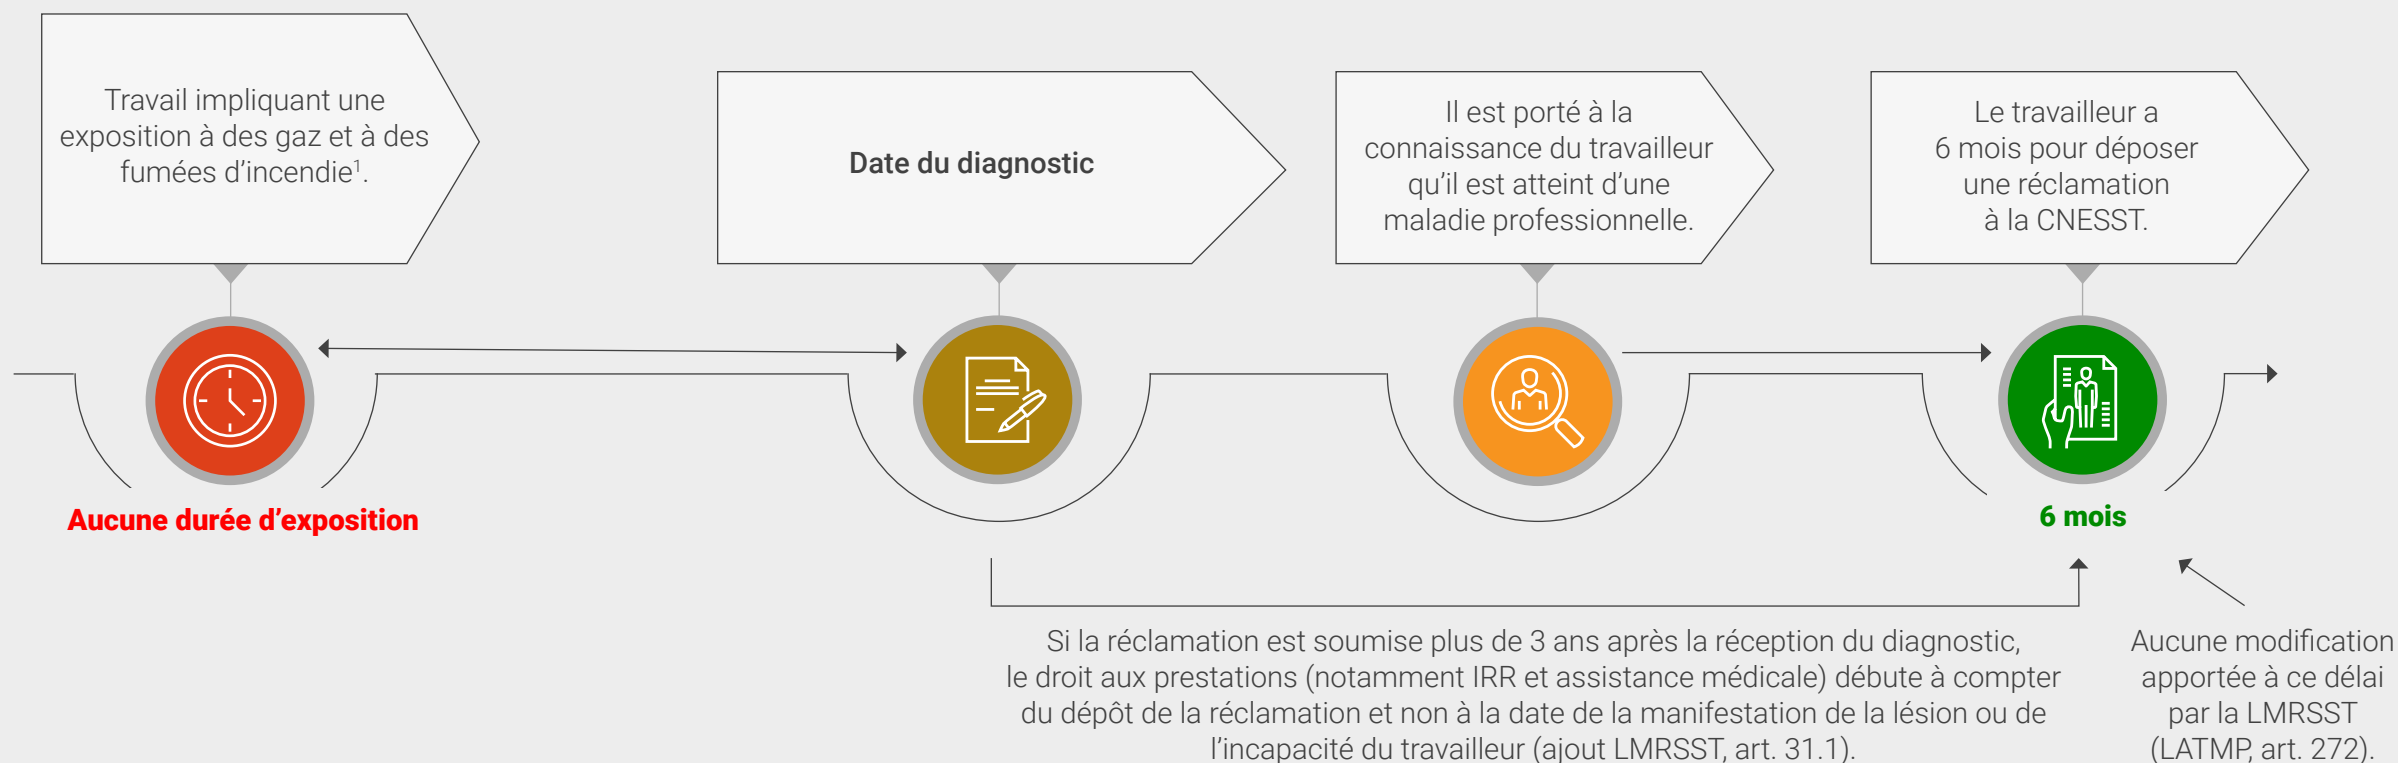 Travail impliquant une
exposition à des gaz et à des
fumées d’incendie¹.
Date du diagnostic
Il est porté à la
connaissance du travailleur
qu’il est atteint d’une
maladie professionnelle.
Le travailleur a
6 mois pour déposer
une réclamation
à la CNESST.
Aucune durée d’exposition
6 mois
Si la réclamation est soumise plus de 3 ans après la réception du diagnostic,
le droit aux prestations (notamment IRR et assistance médicale) débute à compter
du dépôt de la réclamation et non à la date de la manifestation de la lésion ou de
l’incapacité du travailleur (ajout LMRSST, art. 31.1).
Aucune modification
apportée à ce délai
par la LMRSST
(LATMP, art. 272).